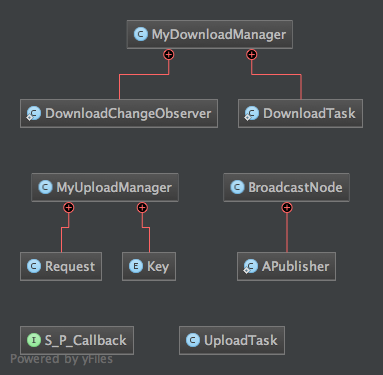 C MyDownloadManager
C DownloadChangeObserver
C DownloadTask
C MyUploadManager
C BroadcastNode
C Request
C Key
C APublisher
I S_P_Callback
C UploadTask
Powered by yFiles